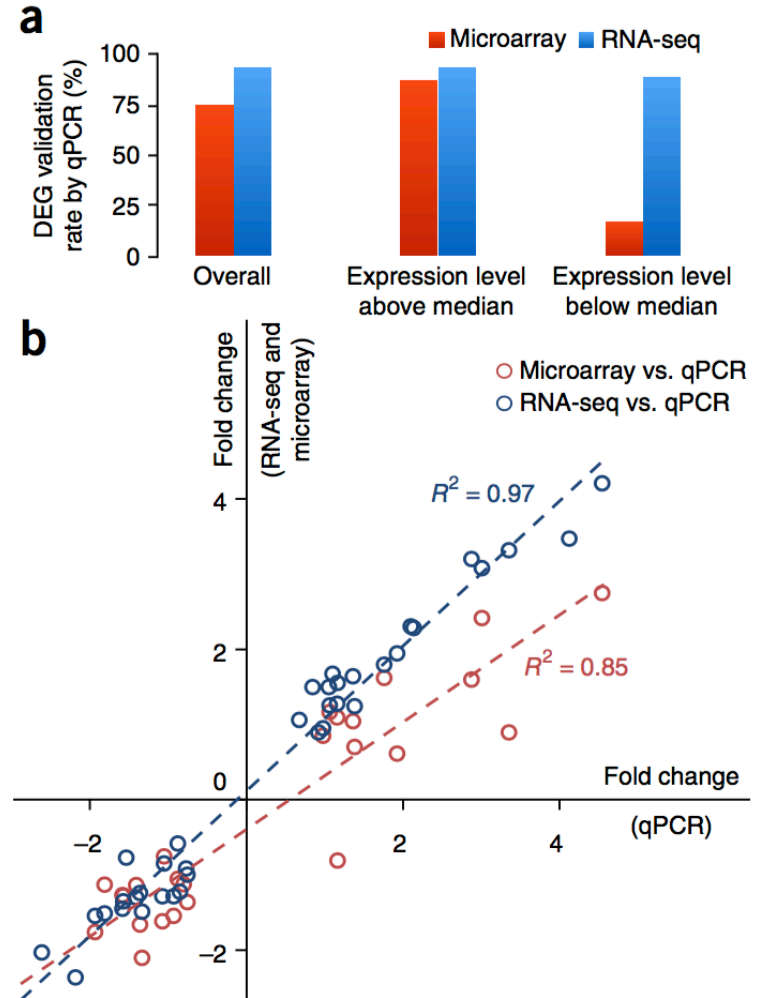 a
Microarray RNA-seq
DEG validation
rate by qPCR (%)
100
75
50
25
0
Overall
Expression level
above median
Expression level
below median
b
Fold change
(RNA-seq and
microarray)
Microarray vs. qPCR
RNA-seq vs. qPCR
R² = 0.97
4
2
R² = 0.85
0
Fold change
(qPCR)
–2
2
4
–2